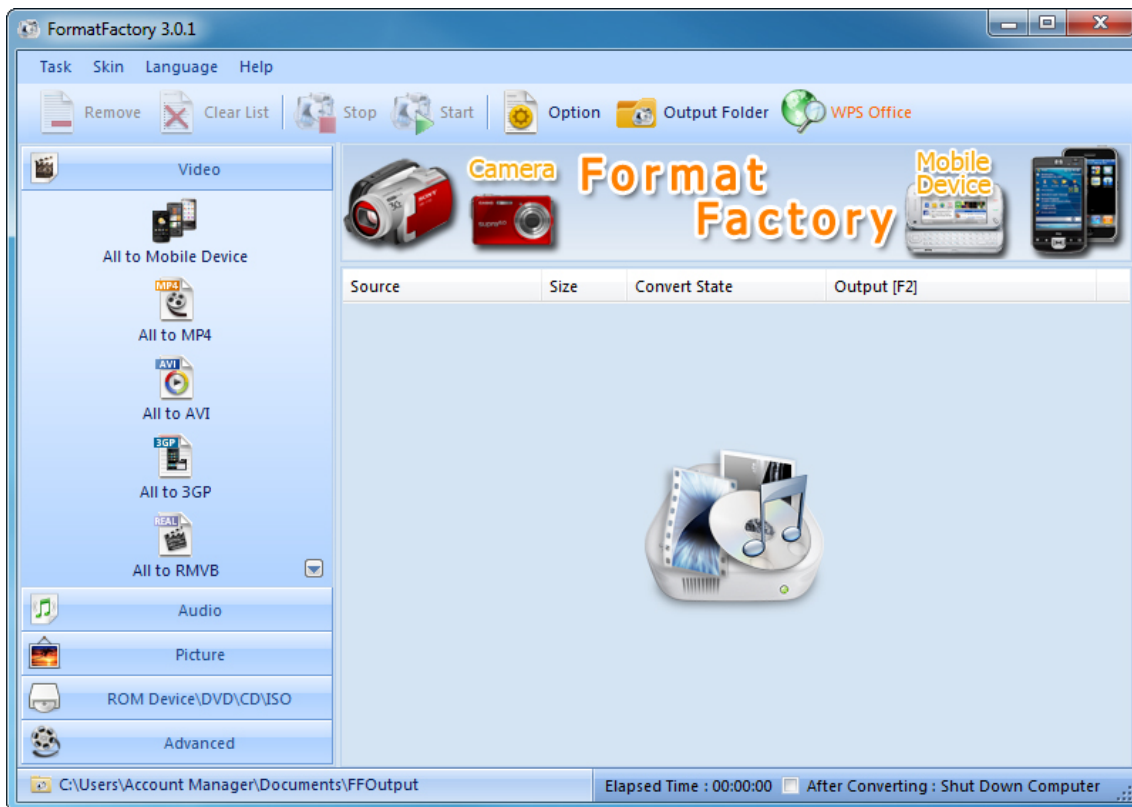 FormatFactory 3.0.1
Task Skin Language Help
Remove Clear List Stop Start Option Output Folder WPS Office
Video
All to Mobile Device
MP4
All to MP4
AVI
All to AVI
3GP
All to 3GP
REAL
All to RMVB
Audio
Picture
ROM Device\DVD\CD\ISO
Advanced
Camera
Format
Factory
Mobile
Device
SONY
Source Size Convert State Output [F2]
C:\Users\Account Manager\Documents\FFOutput
Elapsed Time : 00:00:00 After Converting : Shut Down Computer